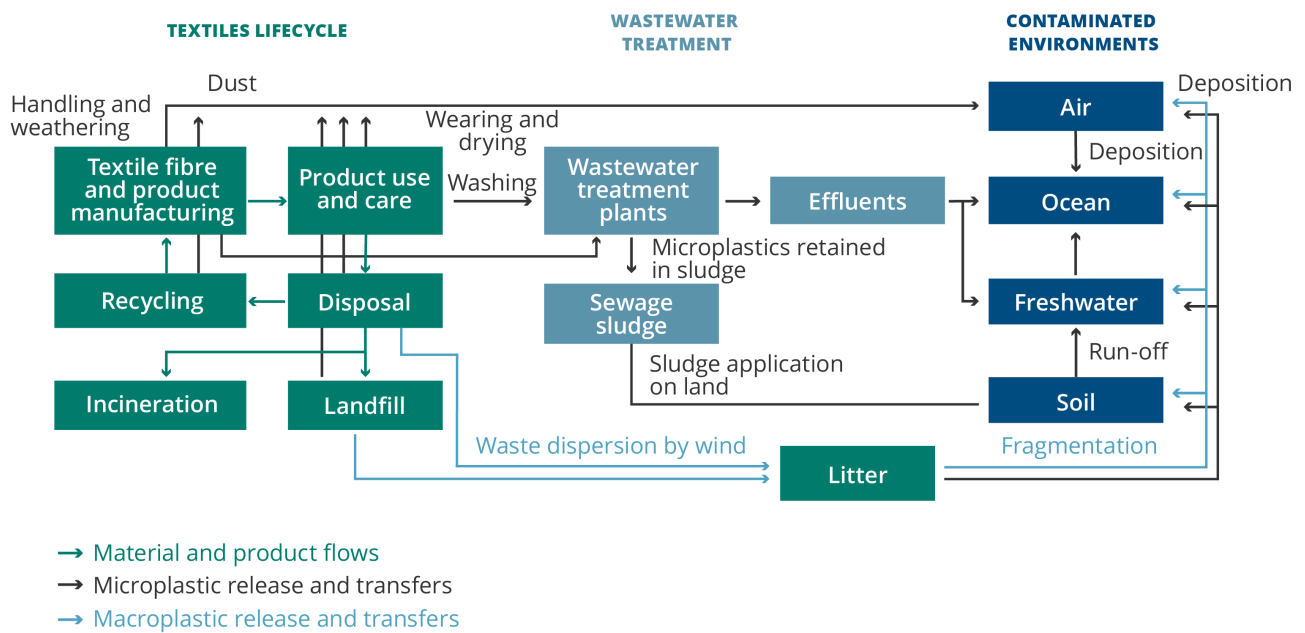 TEXTILES LIFECYCLE
WASTEWATER
TREATMENT
CONTAMINATED
ENVIRONMENTS
Dust
Deposition
Handling and
weathering
Air
Wearing and
drying
Deposition
Textile fibre
and product
manufacturing
Product use
and care
Washing
Wastewater
treatment
plants
Effluents
Ocean
Microplastics retained
in sludge
Recycling
Disposal
Sewage
sludge
Freshwater
Run-off
Sludge application
on land
Incineration
Landfill
Soil
Waste dispersion by wind
Fragmentation
Litter
Material and product flows
Microplastic release and transfers
Macroplastic release and transfers